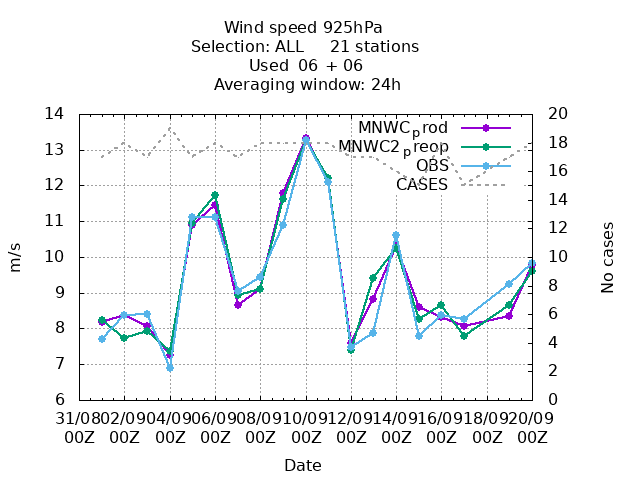 Wind speed 925hPa
Selection: ALL 21 stations
Used 06 + 06
Averaging window: 24h
14 20
13 18
12 16
11 14
10 12
9 10
8 8
7 6
6 4
2
0
MNWC_prod
MNWC2_preop
OBS
CASES
m/s
No cases
31/08 02/09 04/09 06/09 08/09 10/09 12/09 14/09 16/09 18/09 20/09
00Z 00Z 00Z 00Z 00Z 00Z 00Z 00Z 00Z 00Z 00Z
Date